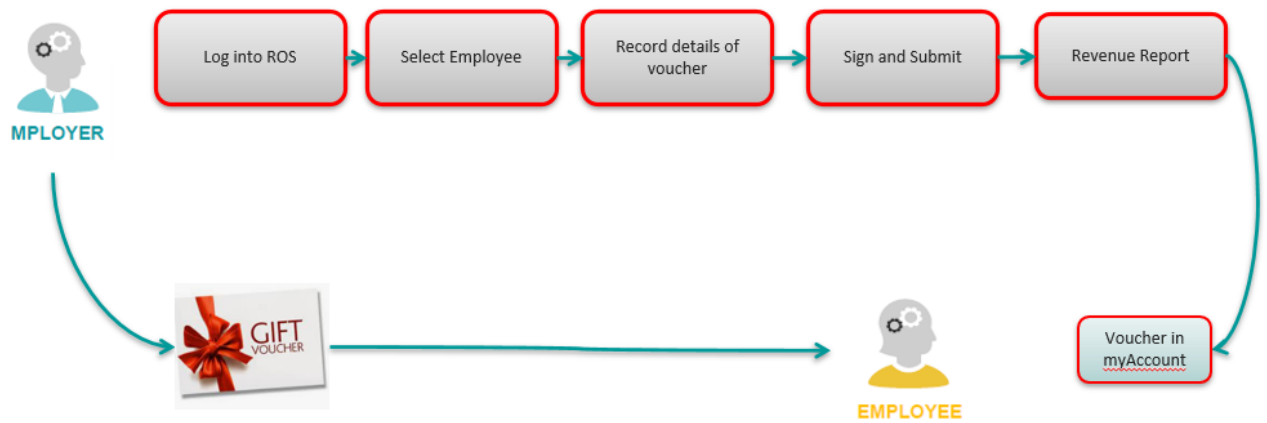 Log into ROS
Select Employee
Record details of
voucher
Sign and Submit
Revenue Report
MPLOYER
GIFT
VOUCHER
Voucher in
myAccount
EMPLOYEE